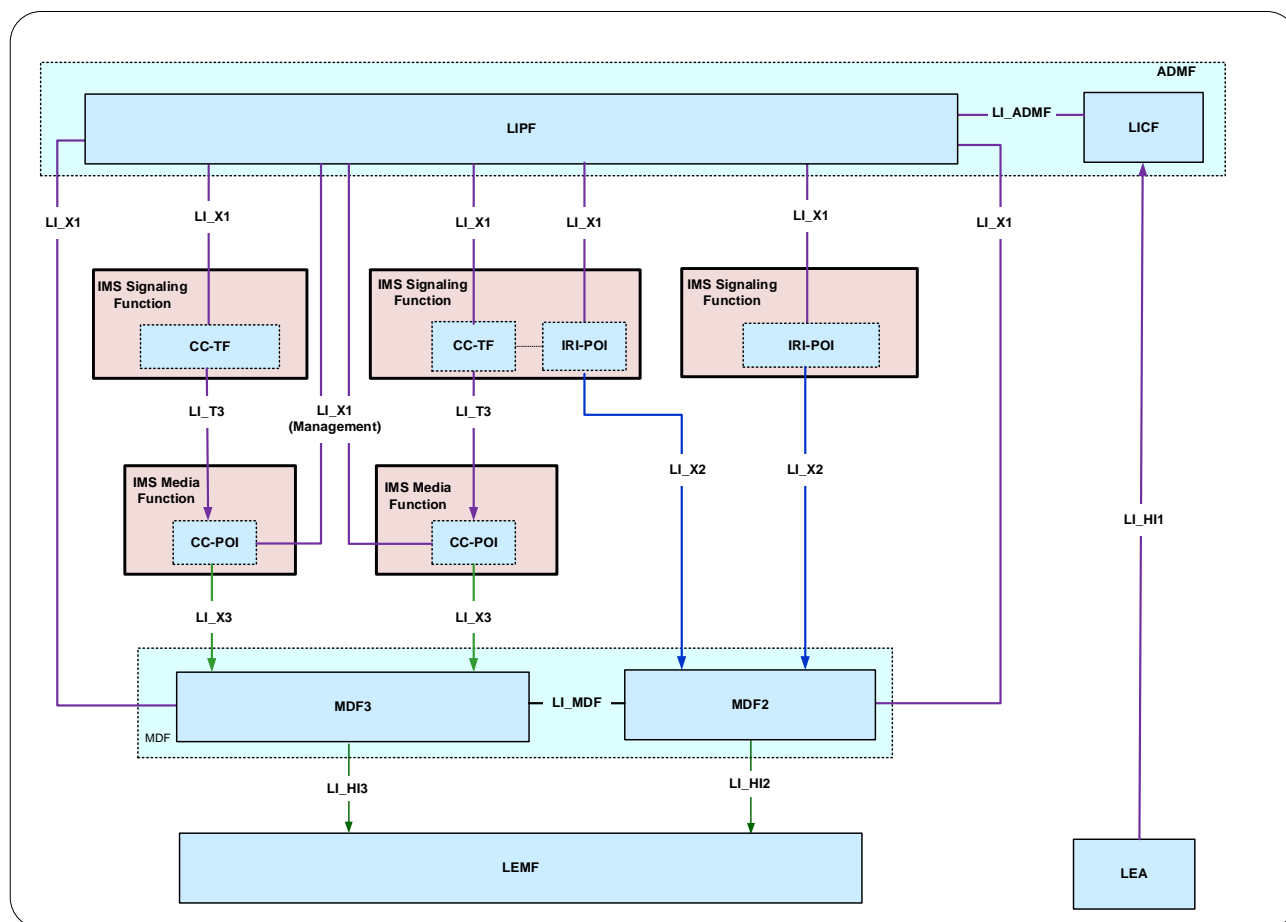 ADMF
LIPF
LI_ADMF
LICF
LI_X1
LI_X1
LI_X1
LI_X1
LI_X1
LI_X1
IMS Signaling
Function
CC-TF
IMS Signaling
Function
CC-TF
IRI-POI
IMS Signaling
Function
IRI-POI
LI_T3
LI_X1
(Management)
LI_T3
LI_X2
LI_X2
IMS Media
Function
CC-POI
IMS Media
Function
CC-POI
LI_HI1
LI_X3
LI_X3
MDF3
LI_MDF
MDF2
MDF
LI_HI3
LI_HI2
LEMF
LEA